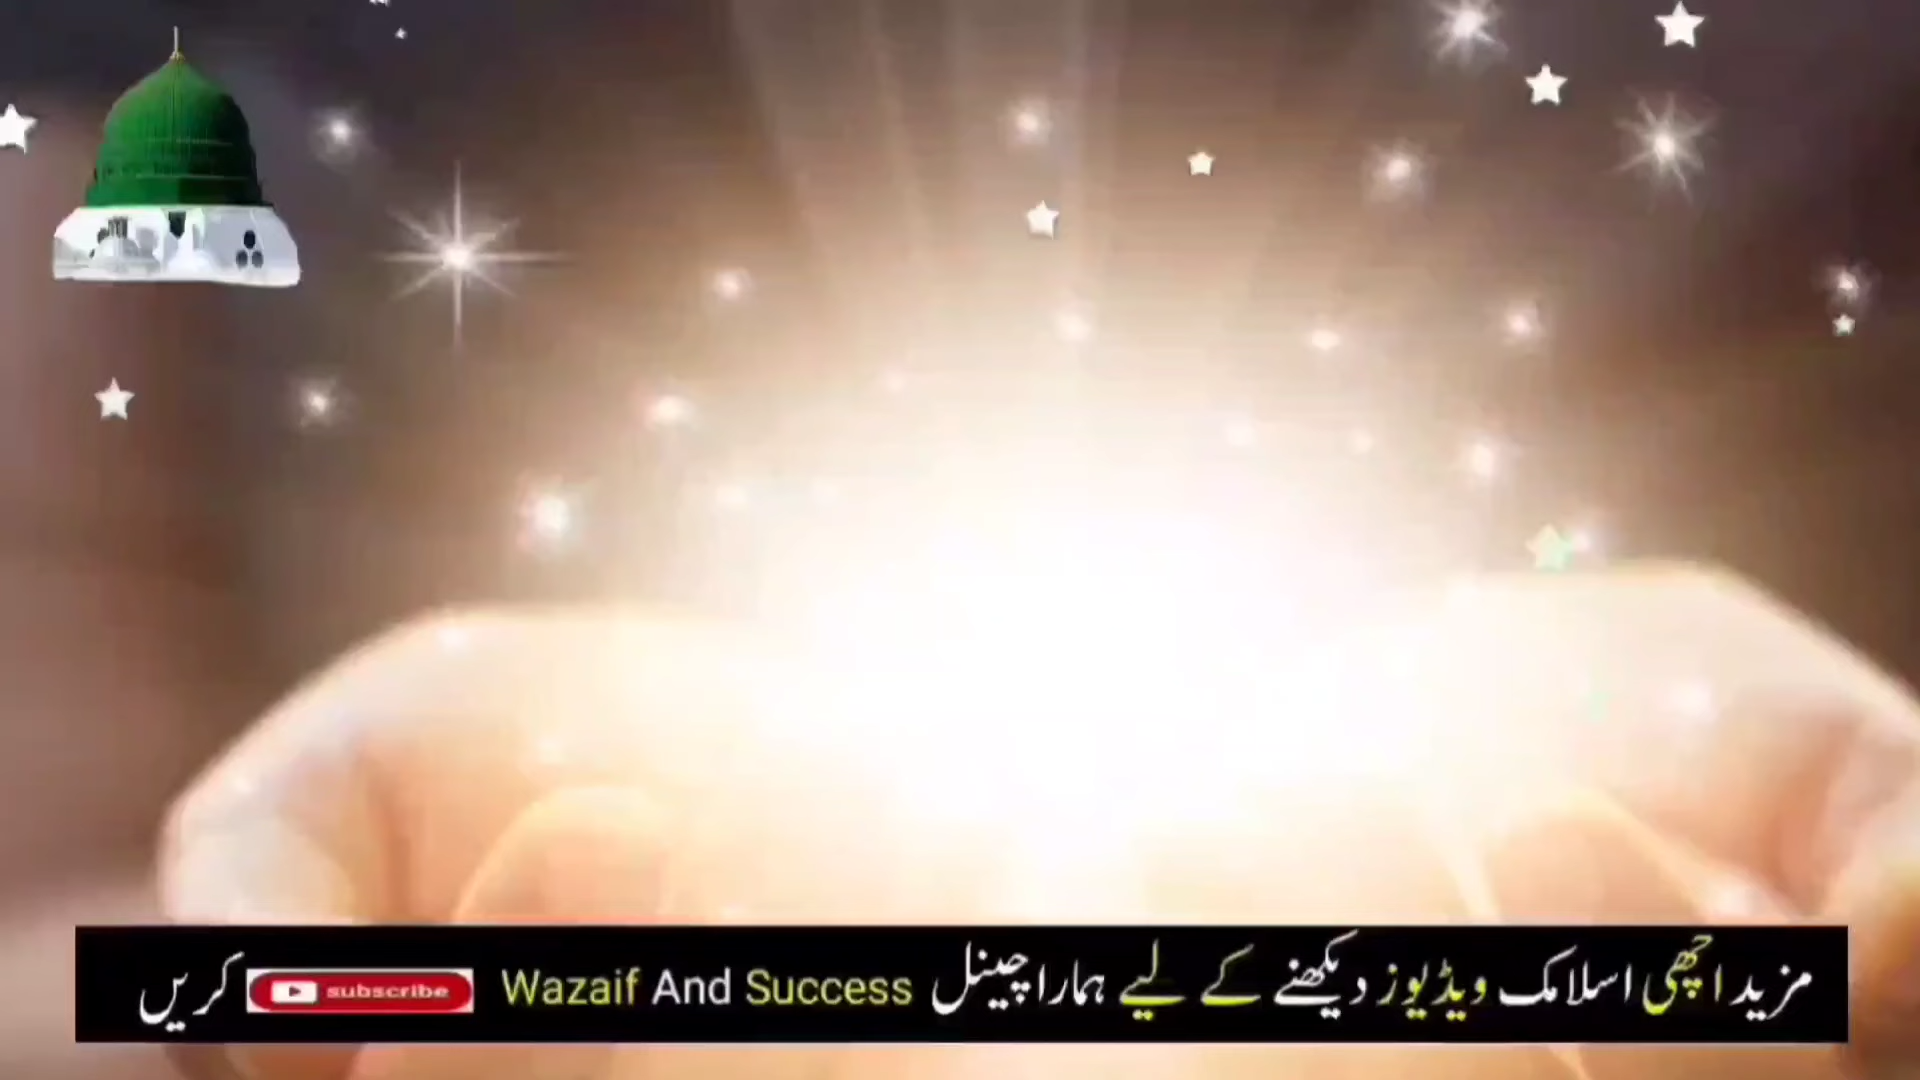 مزید اچھی اسلامک ویڈیوز دیکھنے کے لیے ہمارا چینل Wazaif And Success subscribe کریں